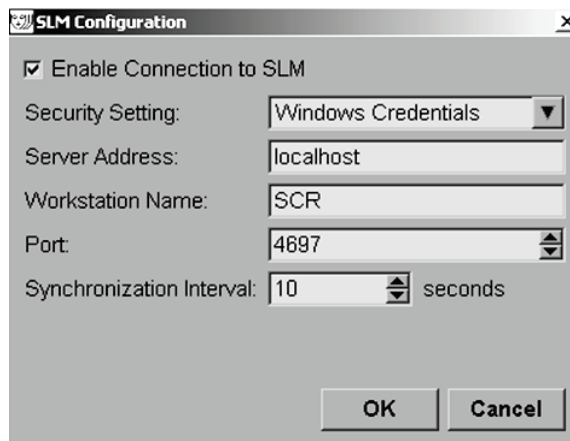 SLM Configuration
Enable Connection to SLM
Security Setting: Windows Credentials
Server Address: localhost
Workstation Name: SCR
Port: 4697
Synchronization Interval: 10 seconds
OK Cancel